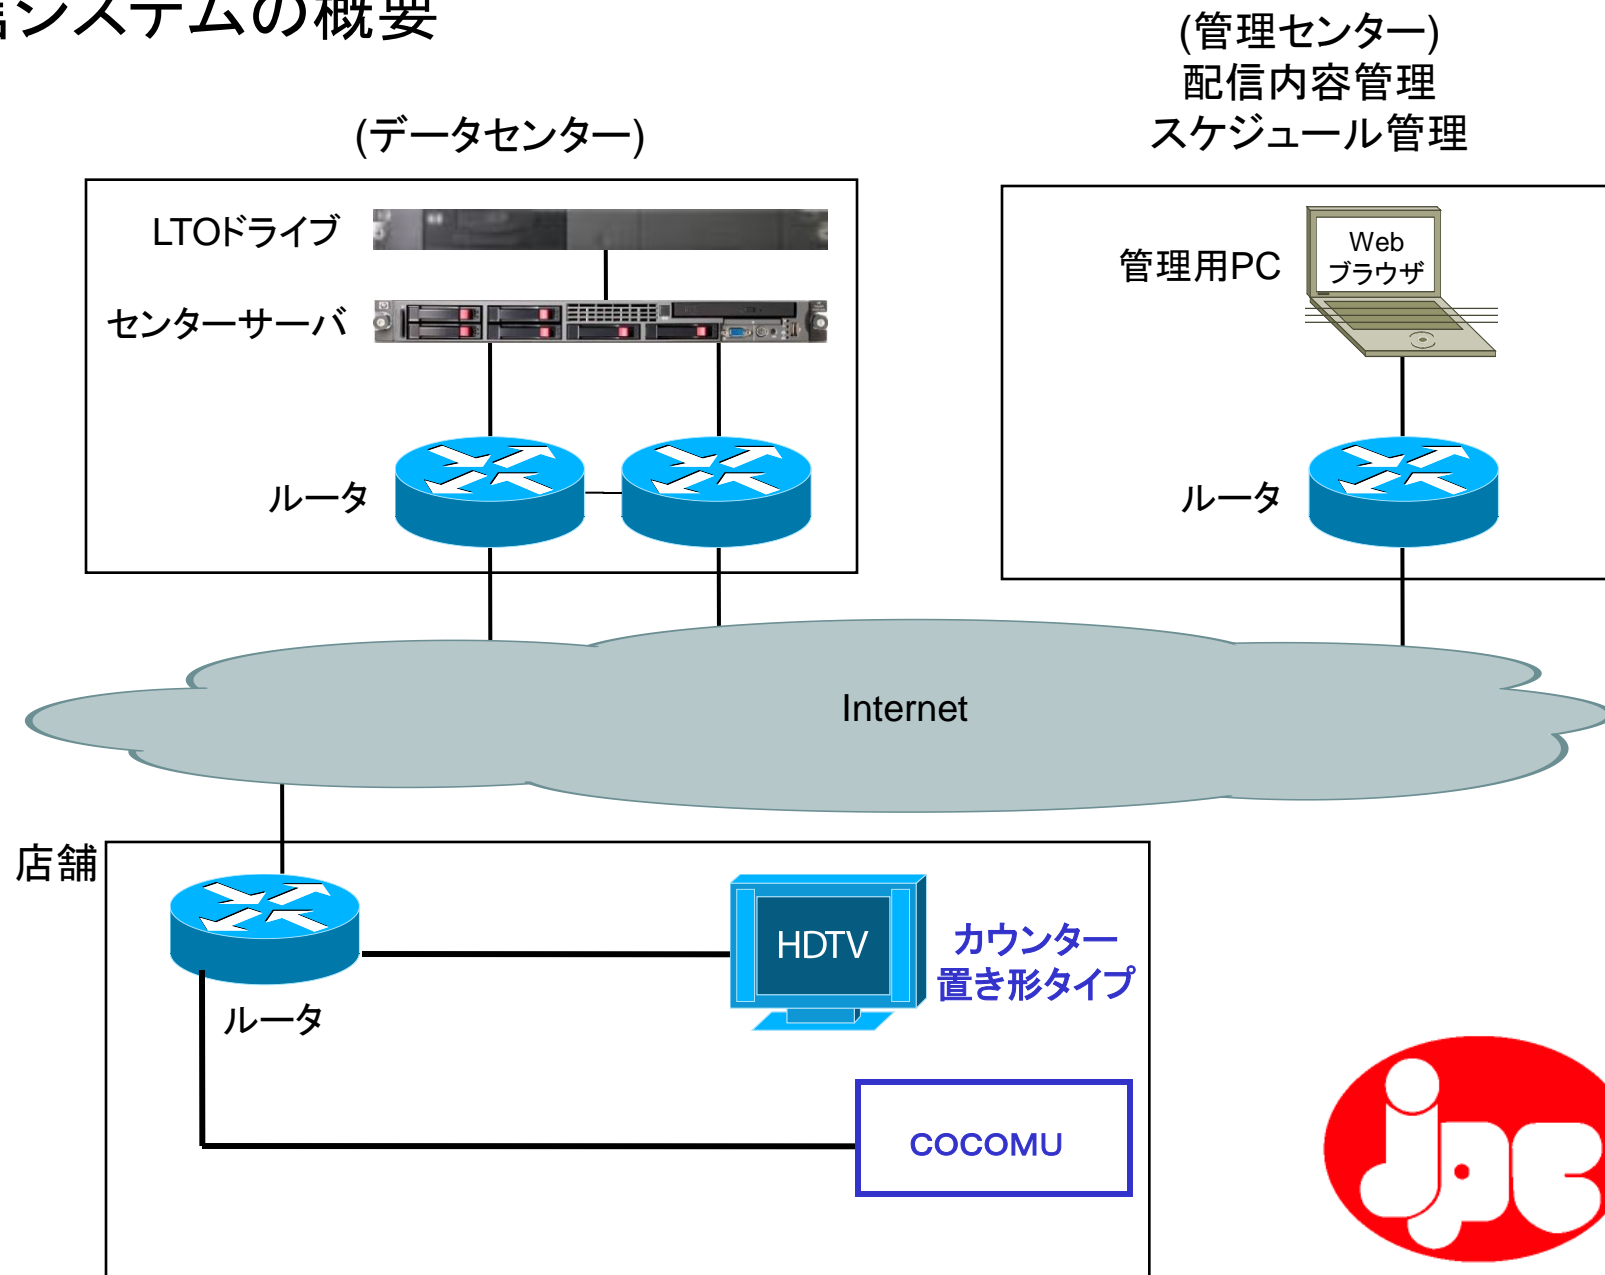 信システムの概要
(管理センター)
配信内容管理
スケジュール管理
(データセンター)
LTOドライブ
センターサーバ
ルータ
管理用PC
Web
ブラウザ
ルータ
Internet
店舗
ルータ
HDTV
カウンター
置き形タイプ
COCOMU
jpc